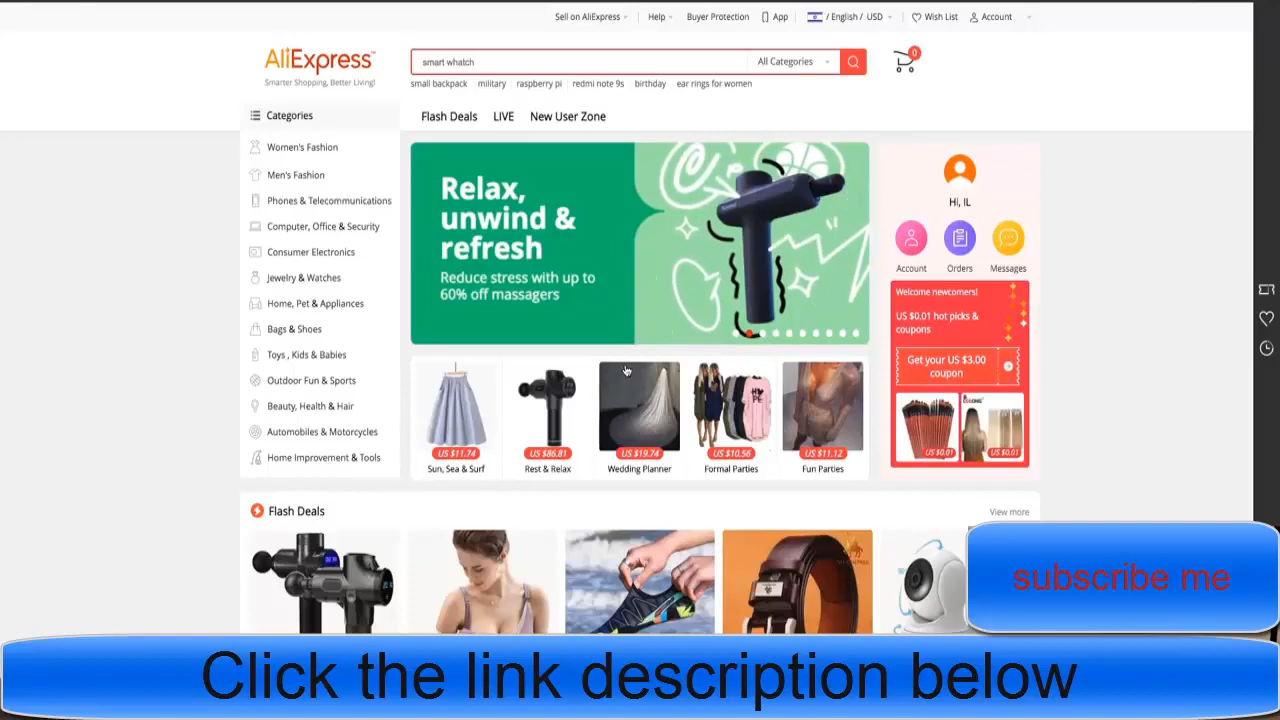 Sell on AliExpress
Help
Buyer Protection
App
/ English / USD
Wish List
Account
AliExpress
Smarter Shopping, Better Living!
smart whatch
All Categories
0
small backpack
military
raspberry pi
redmi note 9s
birthday
ear rings for women
Categories
Flash Deals
LIVE
New User Zone
Women's Fashion
Men's Fashion
Phones & Telecommunications
Computer, Office & Security
Consumer Electronics
Jewelry & Watches
Home, Pet & Appliances
Bags & Shoes
Toys , Kids & Babies
Outdoor Fun & Sports
Beauty, Health & Hair
Automobiles & Motorcycles
Home Improvement & Tools
Relax,
unwind &
refresh
Reduce stress with up to
60% off massagers
Hi, IL
Account
Orders
Messages
Welcome newcomers!
US $0.01 hot picks &
coupons
Get your US $3.00
coupon
US $0.01
US $0.01
US $11.74
US $86.81
US $19.74
US $10.56
US $11.12
Sun, Sea & Surf
Rest & Relax
Wedding Planner
Formal Parties
Fun Parties
Flash Deals
View more
subscribe me
Click the link description below